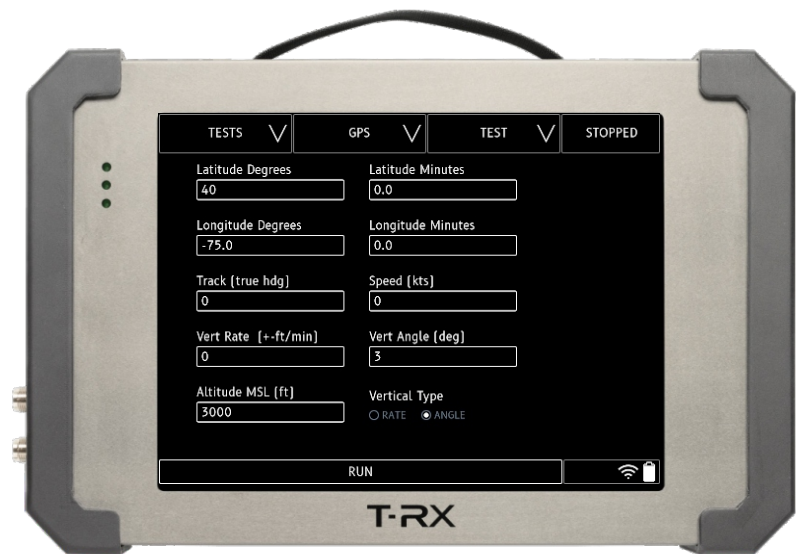 TESTS GPS TEST STOPPED
Latitude Degrees Latitude Minutes
40 0.0
Longitude Degrees Longitude Minutes
-75.0 0.0
Track (true hdg) Speed (kts)
0 0
Vert Rate (+-ft/min) Vert Angle (deg)
0 3
Altitude MSL (ft) Vertical Type
3000 RATE ANGLE
RUN
T-RX